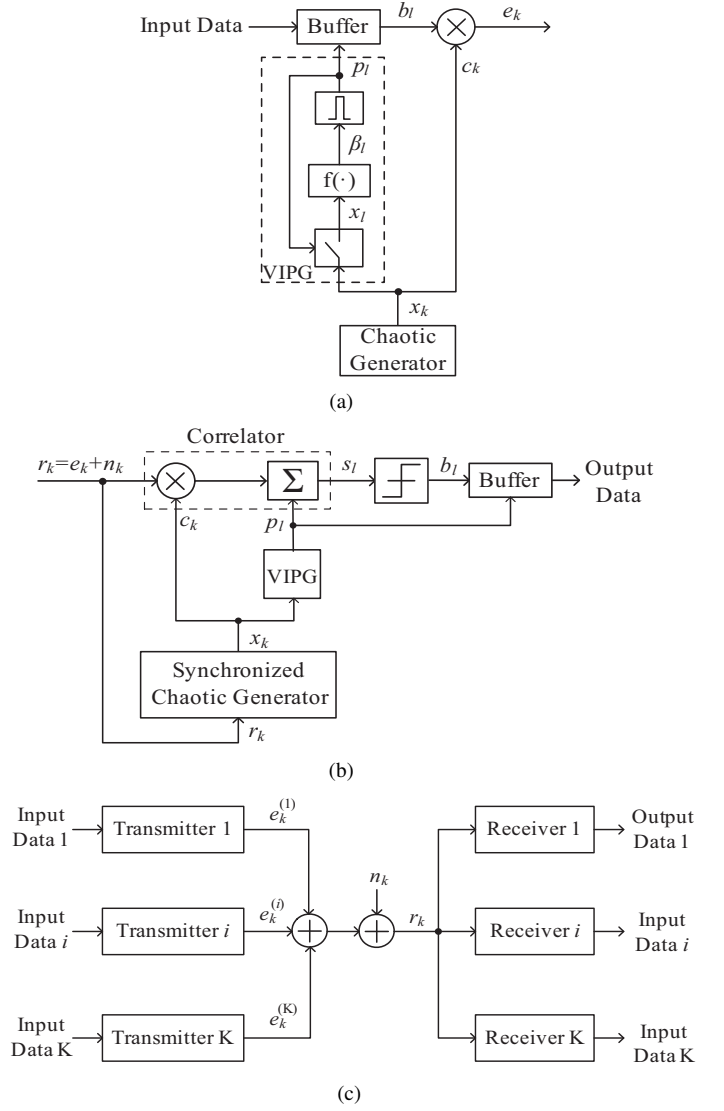 Input Data
Buffer
b_l
e_k
p_l
c_k
β_l
f(·)
x_l
VIPG
x_k
Chaotic
Generator
(a)
Correlator
r_k=e_k+n_k
s_l
b_l
Σ
Buffer
Output
Data
c_k
p_l
VIPG
x_k
Synchronized
Chaotic Generator
r_k
(b)
Input
Data 1
Transmitter 1
e_k^(1)
Receiver 1
Output
Data 1
n_k
Input
Data i
Transmitter i
e_k^(i)
r_k
Receiver i
Input
Data i
Input
Data K
Transmitter K
e_k^(K)
Receiver K
Input
Data K
(c)